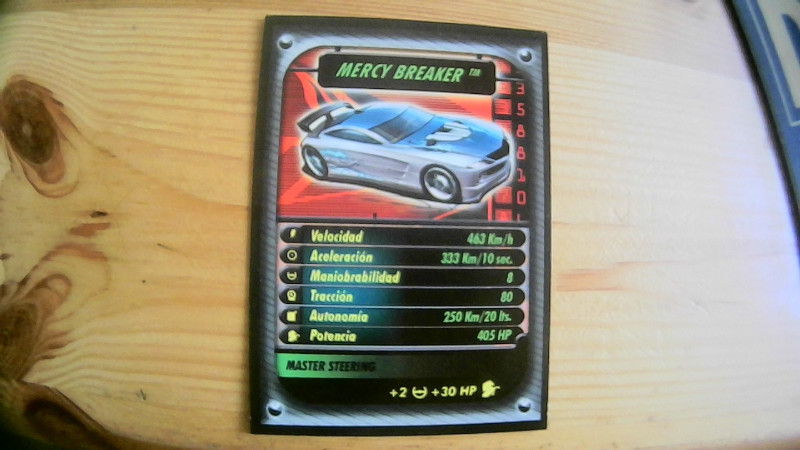 MERCY BREAKER™
3
5
8
8
1
0
Velocidad 463 Km/h
Aceleración 333 Km/10 sec.
Maniobrabilidad 8
Tracción 80
Autonomía 250 Km/20 lts.
Potencia 405 HP
MASTER STEERING
+2 +30 HP